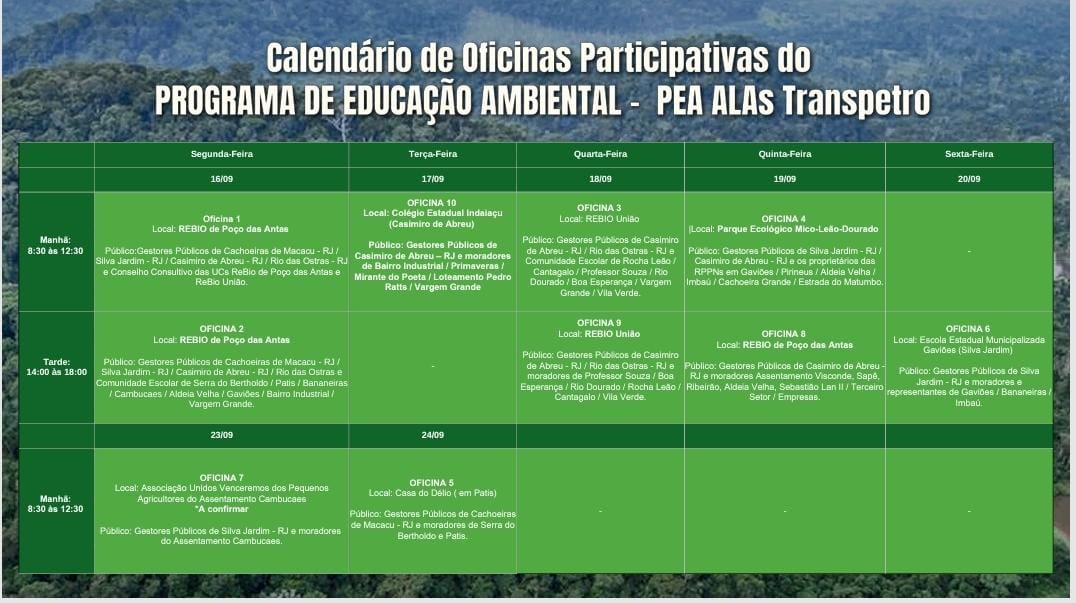 Calendário de Oficinas Participativas do
PROGRAMA DE EDUCAÇÃO AMBIENTAL - PEA ALAs Transpetro
Segunda-Feira
Terça-Feira
Quarta-Feira
Quinta-Feira
Sexta-Feira
16/09
17/09
18/09
19/09
20/09
Manhã:
8:30 às 12:30
Oficina 1
Local: REBIO de Poço das Antas
Público:Gestores Públicos de Cachoeiras de Macacu - RJ /
Silva Jardim - RJ / Casimiro de Abreu - RJ / Rio das Ostras - RJ
e Conselho Consultivo das UCs ReBio de Poço das Antas e
ReBio União.
OFICINA 10
Local: Colégio Estadual Indaiaçu
(Casimiro de Abreu)
Público: Gestores Públicos de
Casimiro de Abreu – RJ e moradores
de Bairro Industrial / Primaveras /
Mirante do Poeta / Loteamento Pedro
Ratts / Vargem Grande
OFICINA 3
Local: REBIO União
Público: Gestores Públicos de Casimiro
de Abreu - RJ / Rio das Ostras - RJ e
Comunidade Escolar de Rocha Leão /
Cantagalo / Professor Souza / Rio
Dourado / Boa Esperança / Vargem
Grande / Vila Verde.
OFICINA 4
|Local: Parque Ecológico Mico-Leão-Dourado
Público: Gestores Públicos de Silva Jardim - RJ /
Casimiro de Abreu - RJ e os proprietários das
RPPNs em Gaviões / Pirineus / Aldeia Velha /
Imbaú / Cachoeira Grande / Estrada do Matumbo.
-
Tarde:
14:00 às 18:00
OFICINA 2
Local: REBIO de Poço das Antas
Público: Gestores Públicos de Cachoeiras de Macacu - RJ /
Silva Jardim - RJ / Casimiro de Abreu - RJ / Rio das Ostras e
Comunidade Escolar de Serra do Bertholdo / Patis / Bananeiras
/ Cambucaes / Aldeia Velha / Gaviões / Bairro Industrial /
Vargem Grande.
-
OFICINA 9
Local: REBIO União
Público: Gestores Públicos de Casimiro
de Abreu - RJ / Rio das Ostras - RJ e
moradores de Professor Souza / Boa
Esperança / Rio Dourado / Rocha Leão /
Cantagalo / Vila Verde.
OFICINA 8
Local: REBIO de Poço das Antas
Público: Gestores Públicos de Casimiro de Abreu -
RJ e moradores Assentamento Visconde, Sapê,
Ribeirão, Aldeia Velha, Sebastião Lan II / Terceiro
Setor / Empresas.
OFICINA 6
Local: Escola Estadual Municipalizada
Gaviões (Silva Jardim)
Público: Gestores Públicos de Silva
Jardim - RJ e moradores e
representantes de Gaviões / Bananeiras /
Imbaú.
23/09
24/09
Manhã:
8:30 às 12:30
OFICINA 7
Local: Associação Unidos Venceremos dos Pequenos
Agricultores do Assentamento Cambucaes
*A confirmar
Público: Gestores Públicos de Silva Jardim - RJ e moradores
do Assentamento Cambucaes.
OFICINA 5
Local: Casa do Délio ( em Patis)
Público: Gestores Públicos de Cachoeiras
de Macacu - RJ e moradores de Serra do
Bertholdo e Patis.
-
-
-